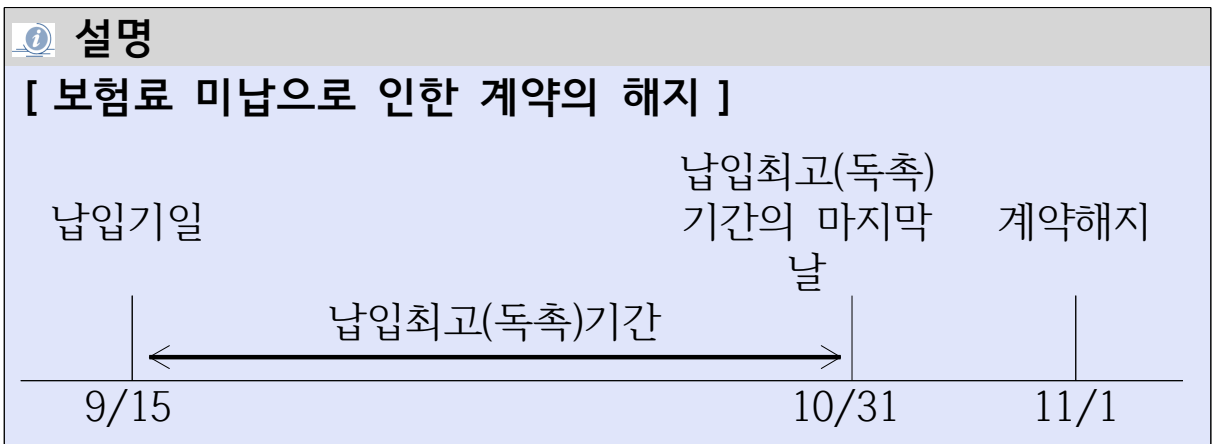 설명
[ 보험료 미납으로 인한 계약의 해지 ]
납입기일
납입최고(독촉)
기간의 마지막
날
계약해지
납입최고(독촉)기간
9/15
10/31
11/1